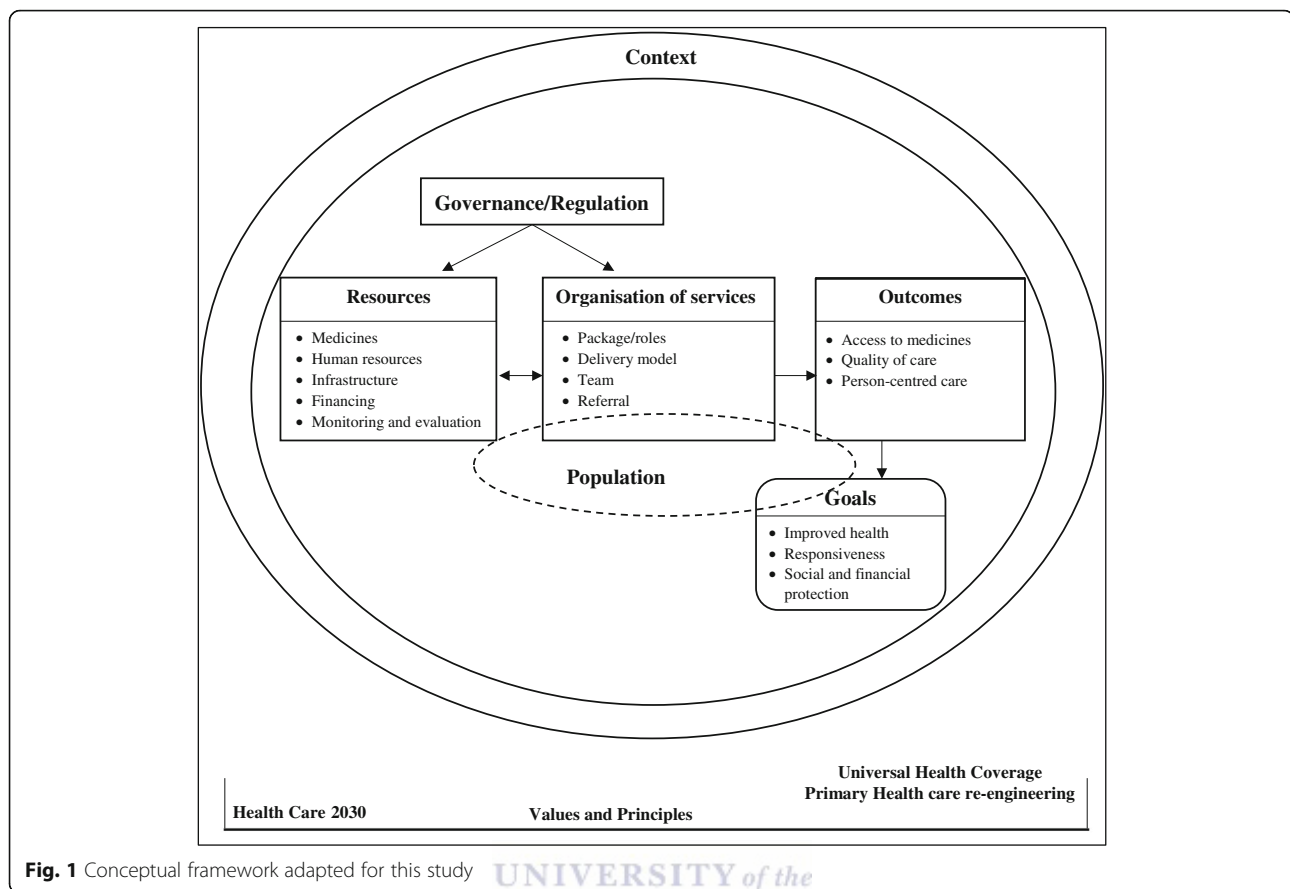 Context
Governance/Regulation
Resources
• Medicines
• Human resources
• Infrastructure
• Financing
• Monitoring and evaluation
Organisation of services
• Package/roles
• Delivery model
• Team
• Referral
Outcomes
• Access to medicines
• Quality of care
• Person-centred care
Population
Goals
• Improved health
• Responsiveness
• Social and financial
protection
Universal Health Coverage
Primary Health care re-engineering
Health Care 2030
Values and Principles
Fig. 1 Conceptual framework adapted for this study
UNIVERSITY of the